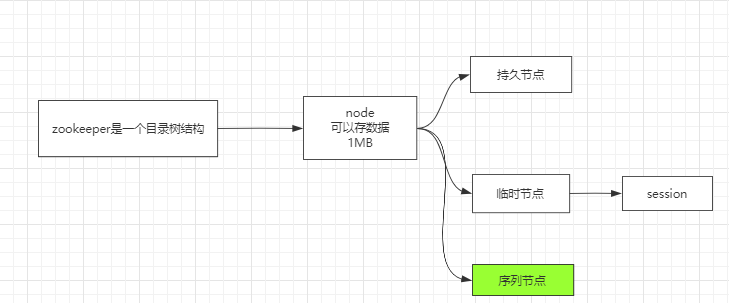 zookeeper是一个目录树结构
node
可以存数据
1MB
持久节点
临时节点
session
序列节点